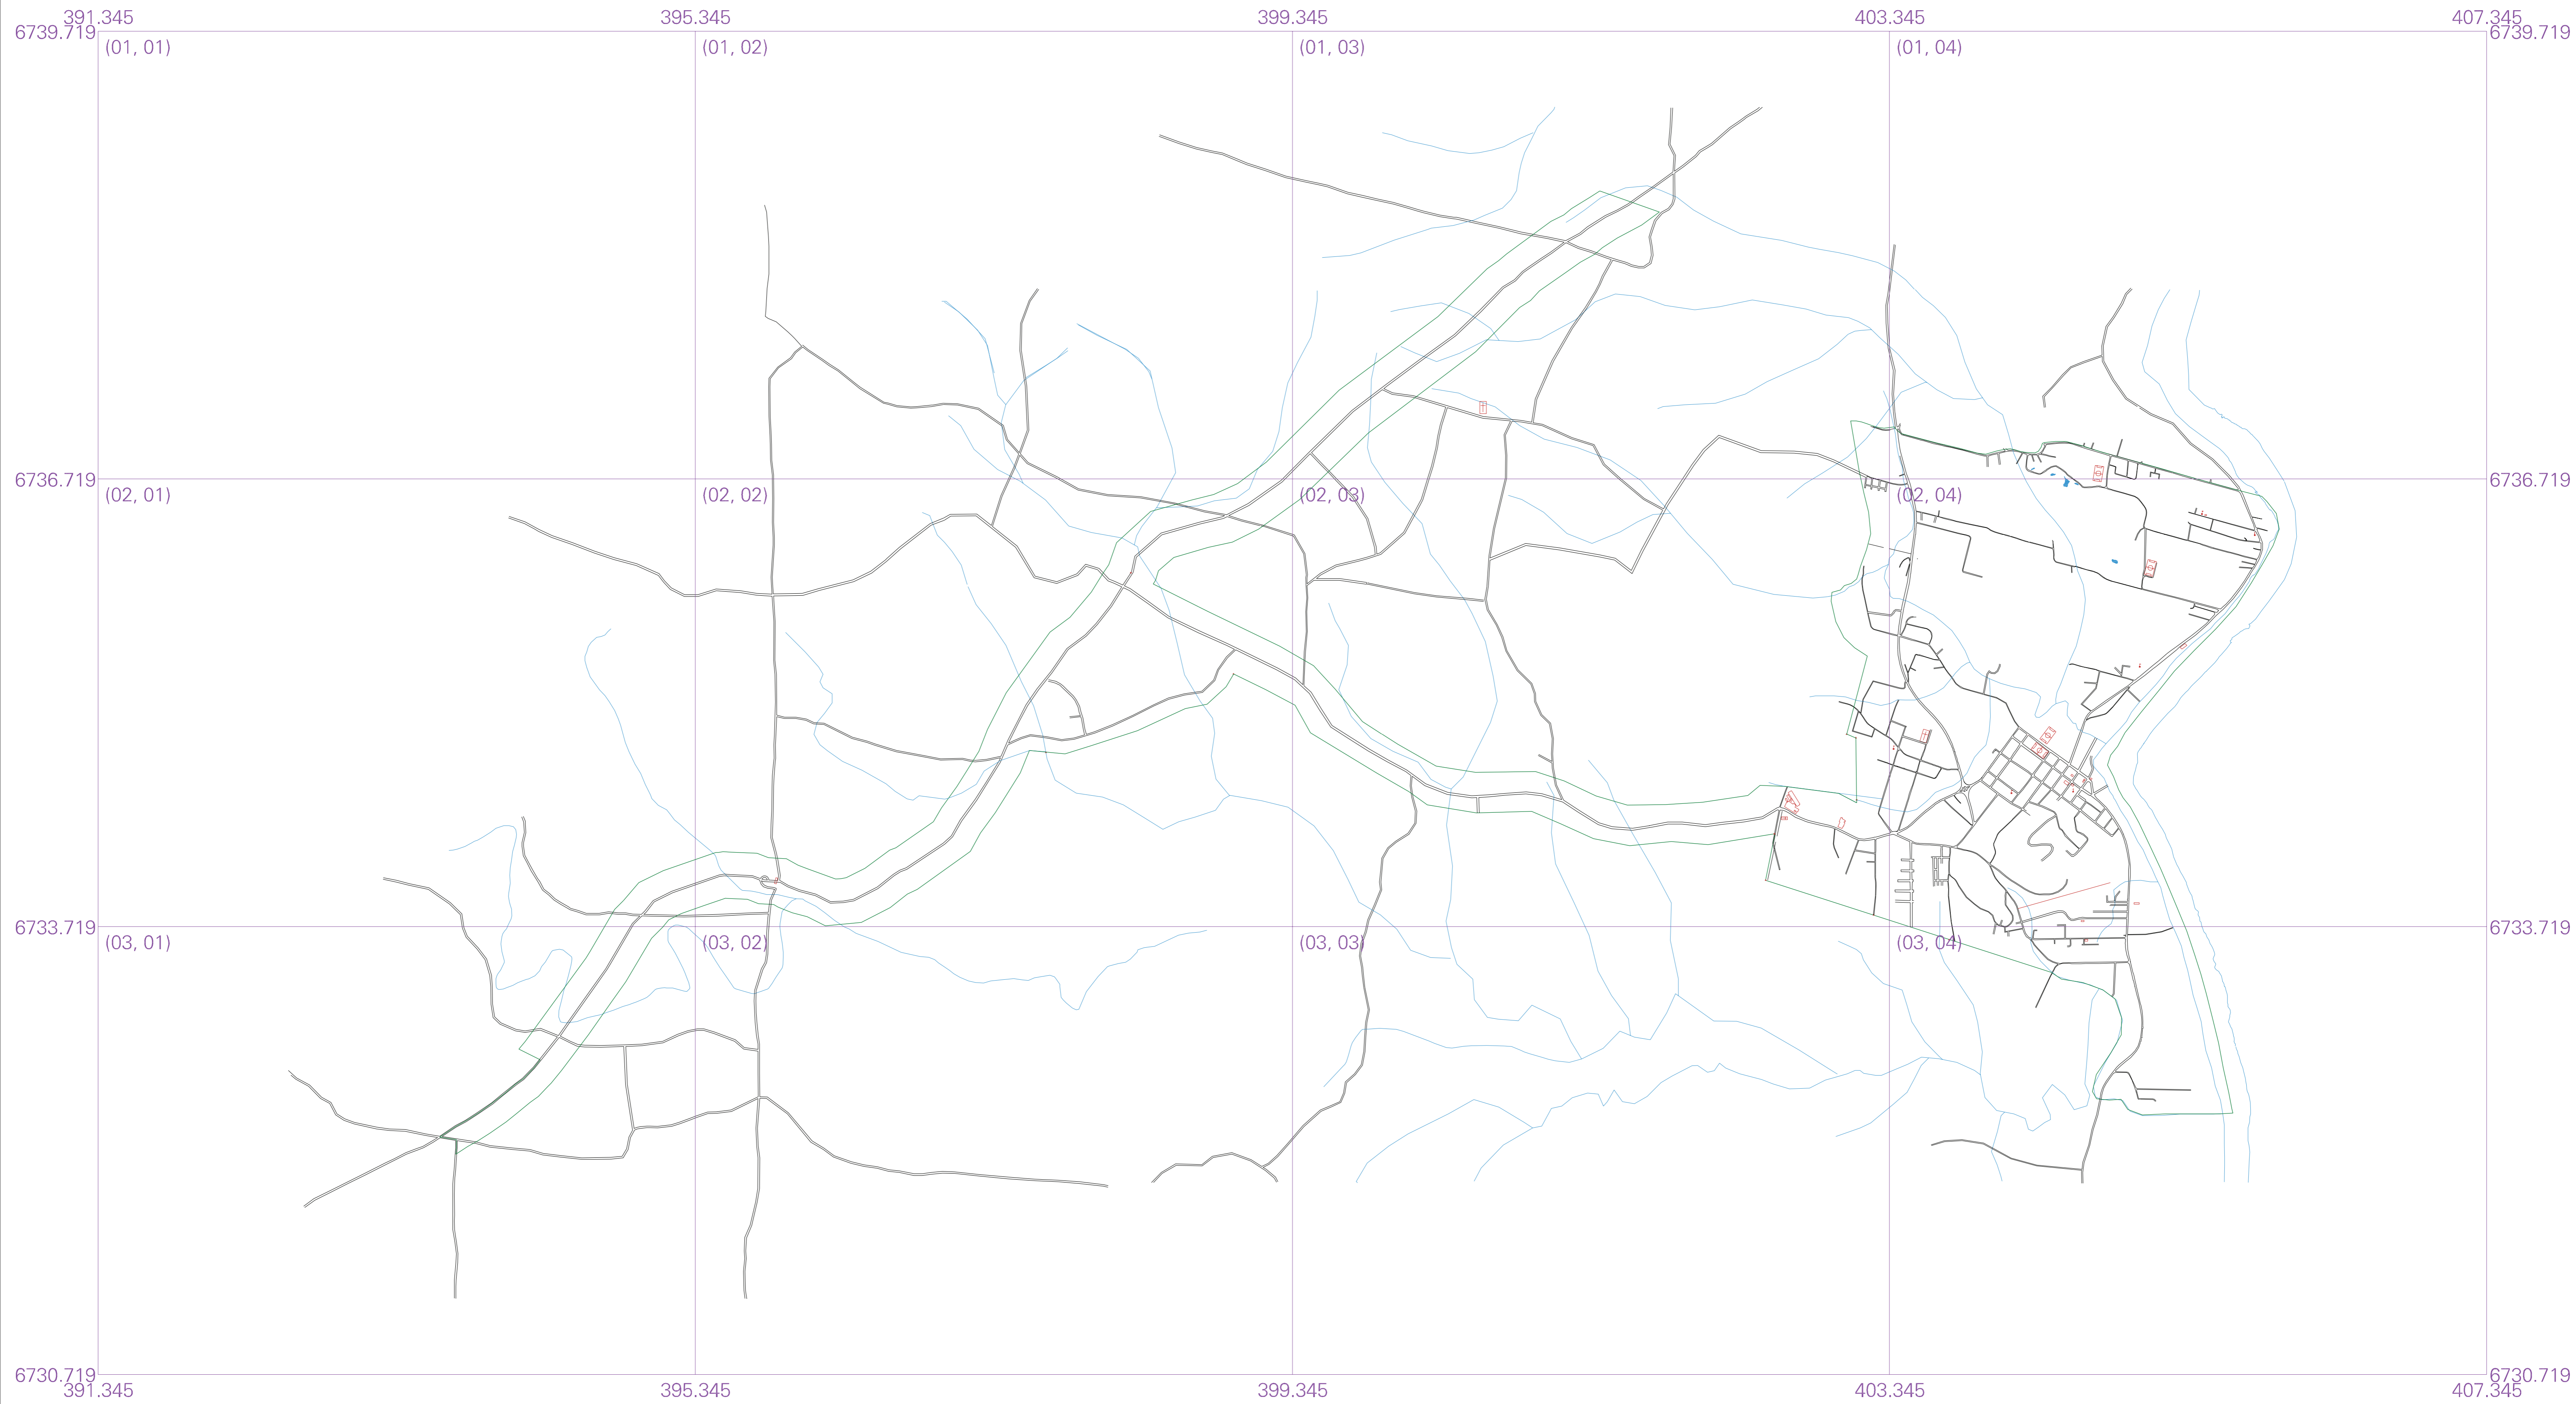 391.345 395.345 399.345 403.345 407.345
6739.719 6739.719
(01, 01) (01, 02) (01, 03) (01, 04)
6736.719 6736.719
(02, 01) (02, 02) (02, 03) (02, 04)
6733.719 6733.719
(03, 01) (03, 02) (03, 03) (03, 04)
6730.719 6730.719
391.345 395.345 399.345 403.345 407.345